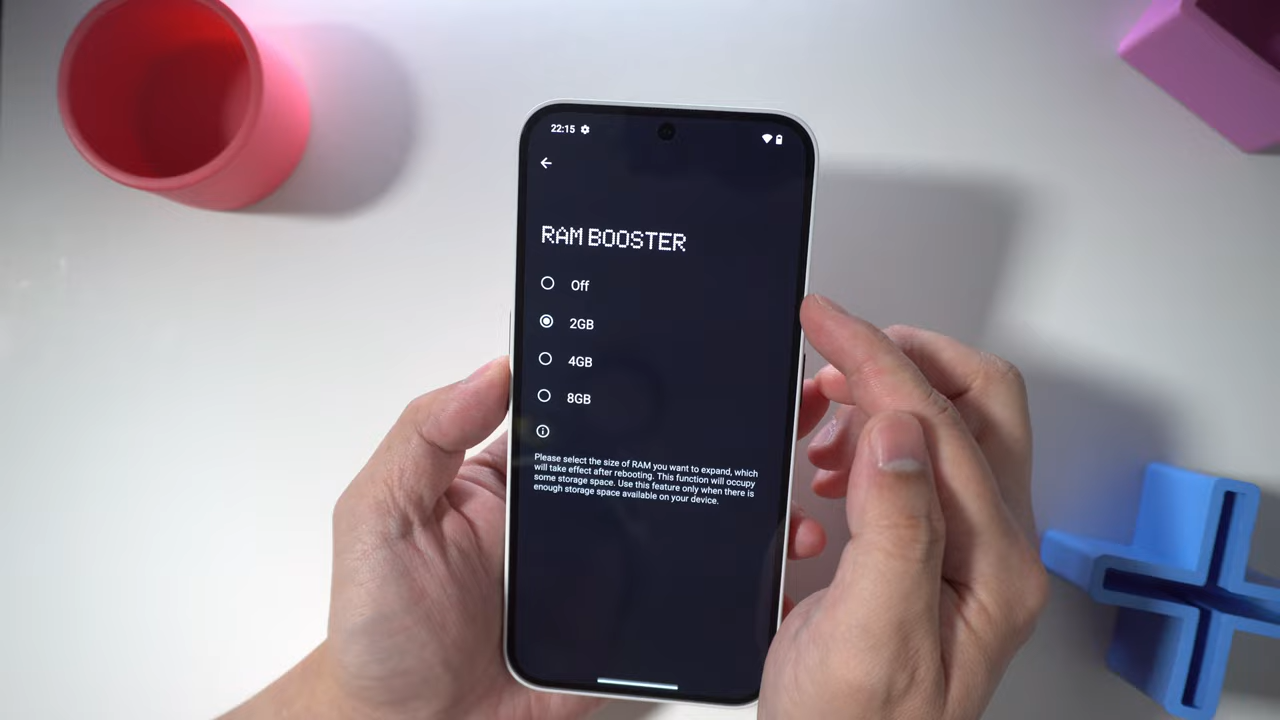 22:15
RAM BOOSTER
Off
2GB
4GB
8GB
Please select the size of RAM you want to expand, which
will take effect after rebooting. This function will occupy
some storage space. Use this feature only when there is
enough storage space available on your device.